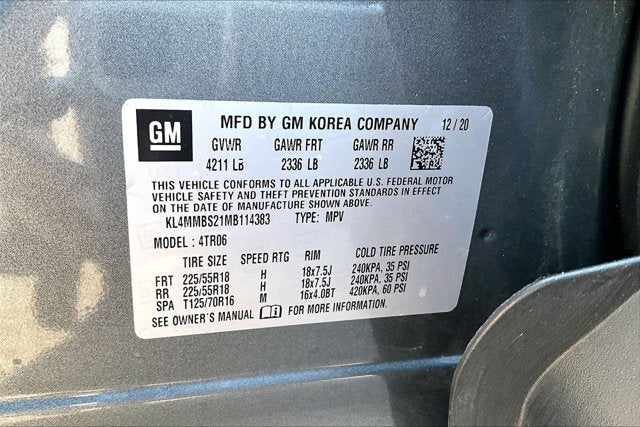 GM MFD BY GM KOREA COMPANY 12/20
GVWR GAWR FRT GAWR RR
4211 LB 2336 LB 2336 LB
THIS VEHICLE CONFORMS TO ALL APPLICABLE U.S. FEDERAL MOTOR
VEHICLE SAFETY AND THEFT PREVENTION STANDARDS IN EFFECT ON
THE DATE OF MANUFACTURE SHOWN ABOVE.
KL4MMBS21MB114383 TYPE: MPV
MODEL: 4TR06
TIRE SIZE SPEED RTG RIM COLD TIRE PRESSURE
FRT 225/55R18 H 18x7.5J 240KPA, 35 PSI
RR 225/55R18 H 18x7.5J 240KPA, 35 PSI
SPA T125/70R16 M 16x4.0BT 420KPA, 60 PSI
SEE OWNER'S MANUAL i FOR MORE INFORMATION.